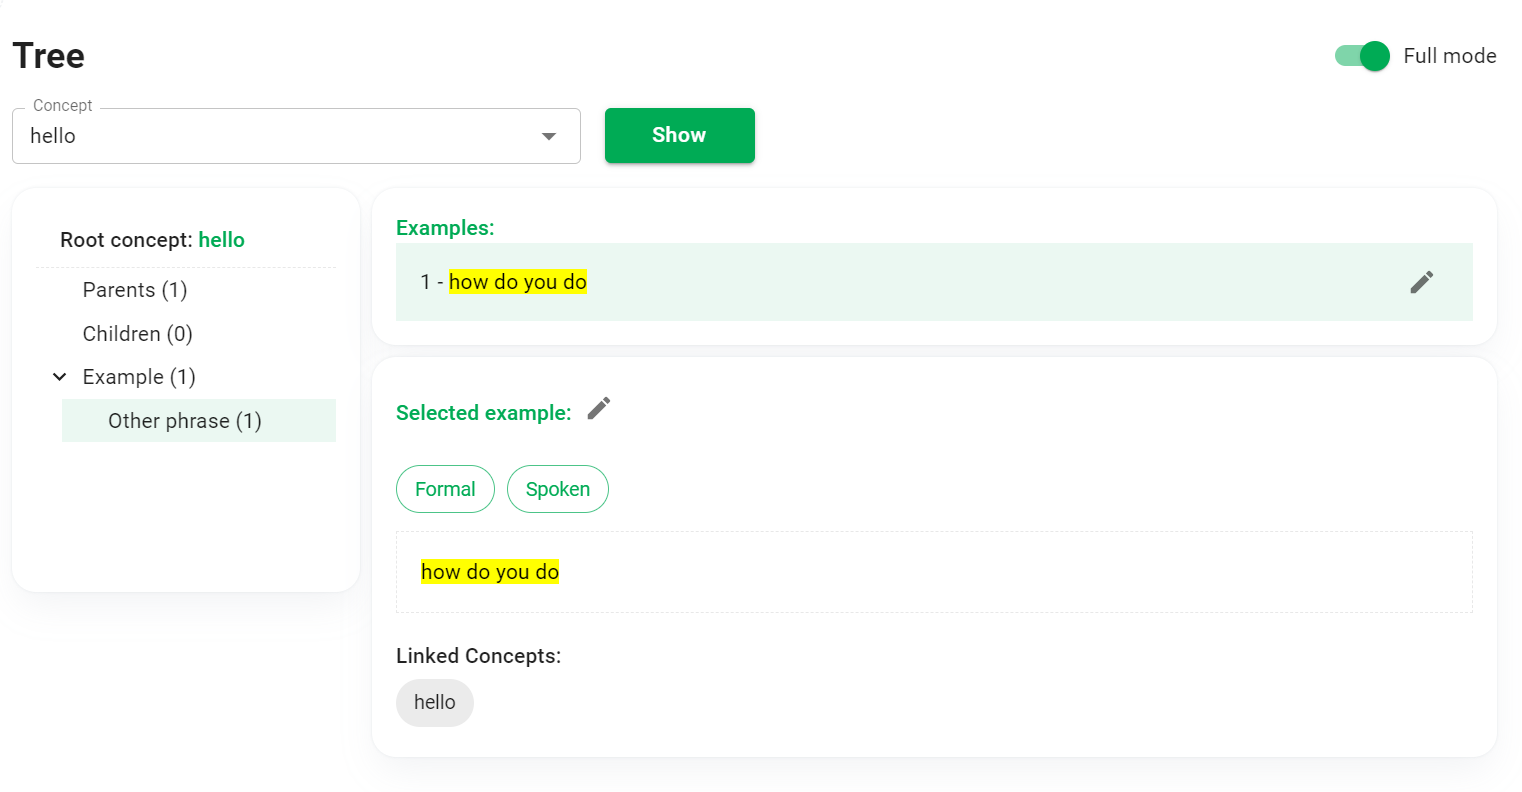 Tree
Full mode
Concept
hello
Show
Root concept: hello
Parents (1)
Children (0)
Example (1)
Other phrase (1)
Examples:
1 - how do you do
Selected example:
Formal
Spoken
how do you do
Linked Concepts:
hello